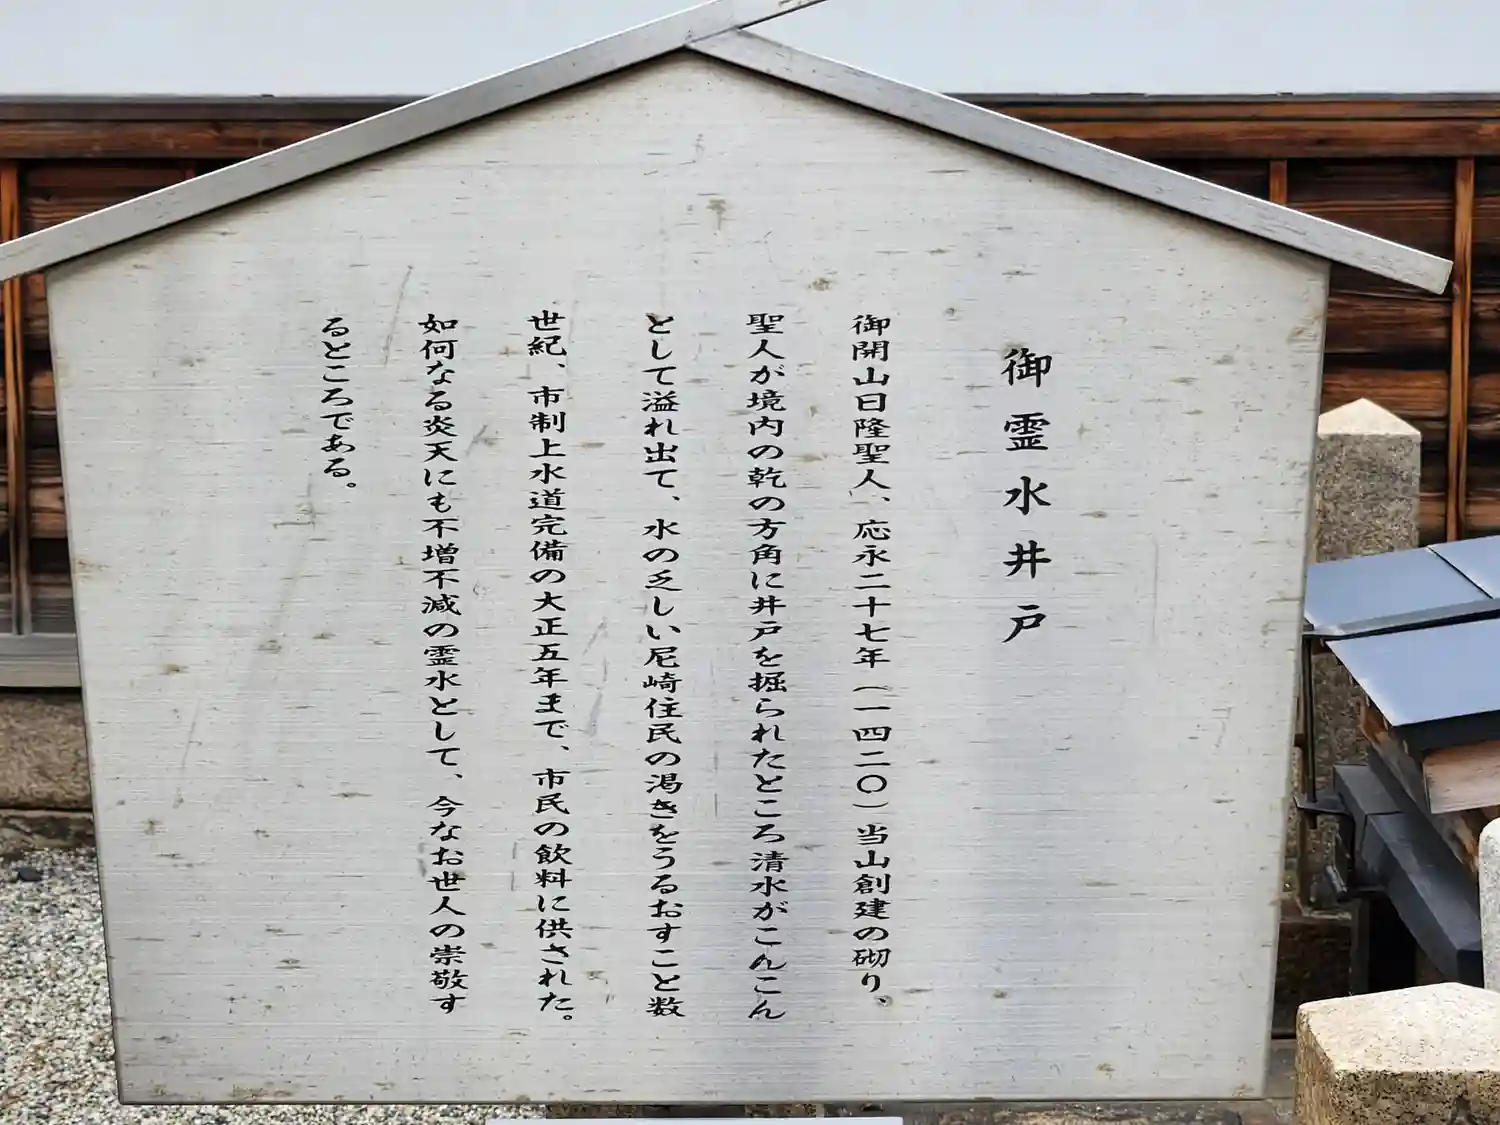 御霊水井戸
御開山日隆聖人、応永二十七年（一四二〇）当山創建の砌り、
聖人が境内の乾の方角に井戸を掘られたところ清水がこんこん
として溢れ出て、水の乏しい尼崎住民の渇きをうるおすこと数
世紀、市制上水道完備の大正五年まで、市民の飲料に供された。
如何なる炎天にも不増不減の霊水として、今なお世人の崇敬す
るところである。